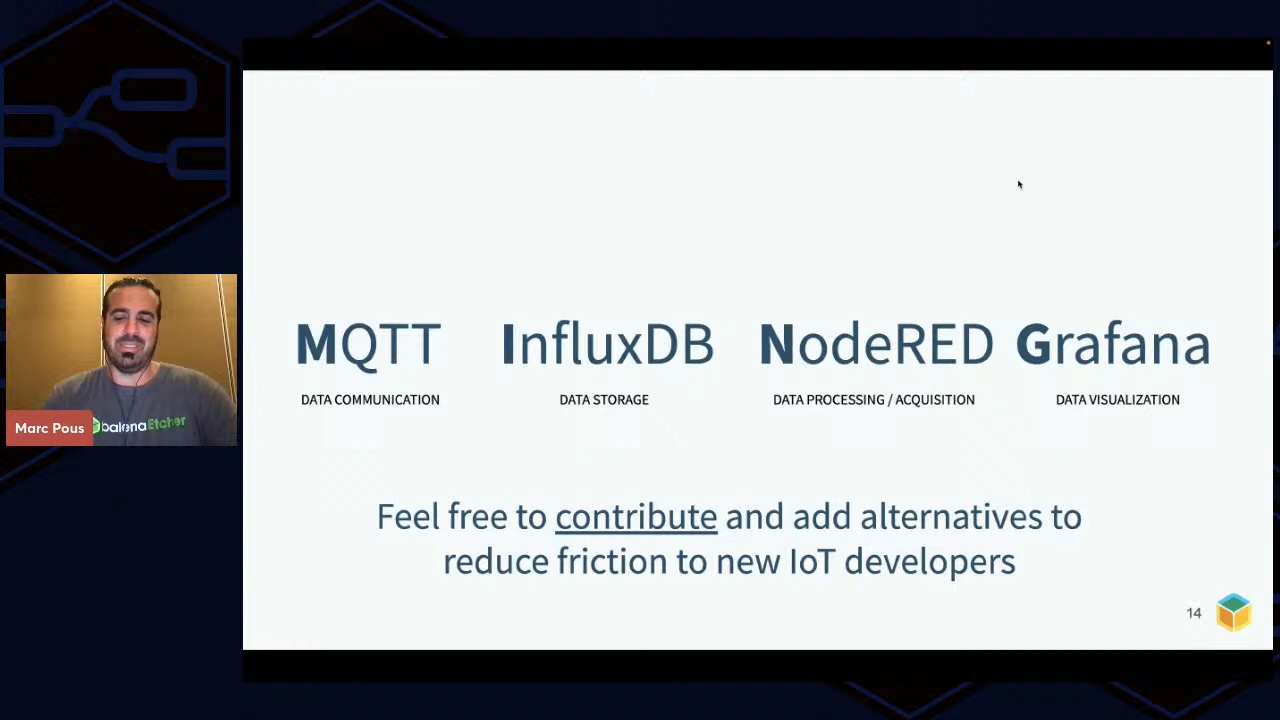 MQTT InfluxDB NodeRED Grafana
DATA COMMUNICATION DATA STORAGE DATA PROCESSING / ACQUISITION DATA VISUALIZATION
Marc Pous
balenaEtcher
Feel free to contribute and add alternatives to
reduce friction to new IoT developers
14